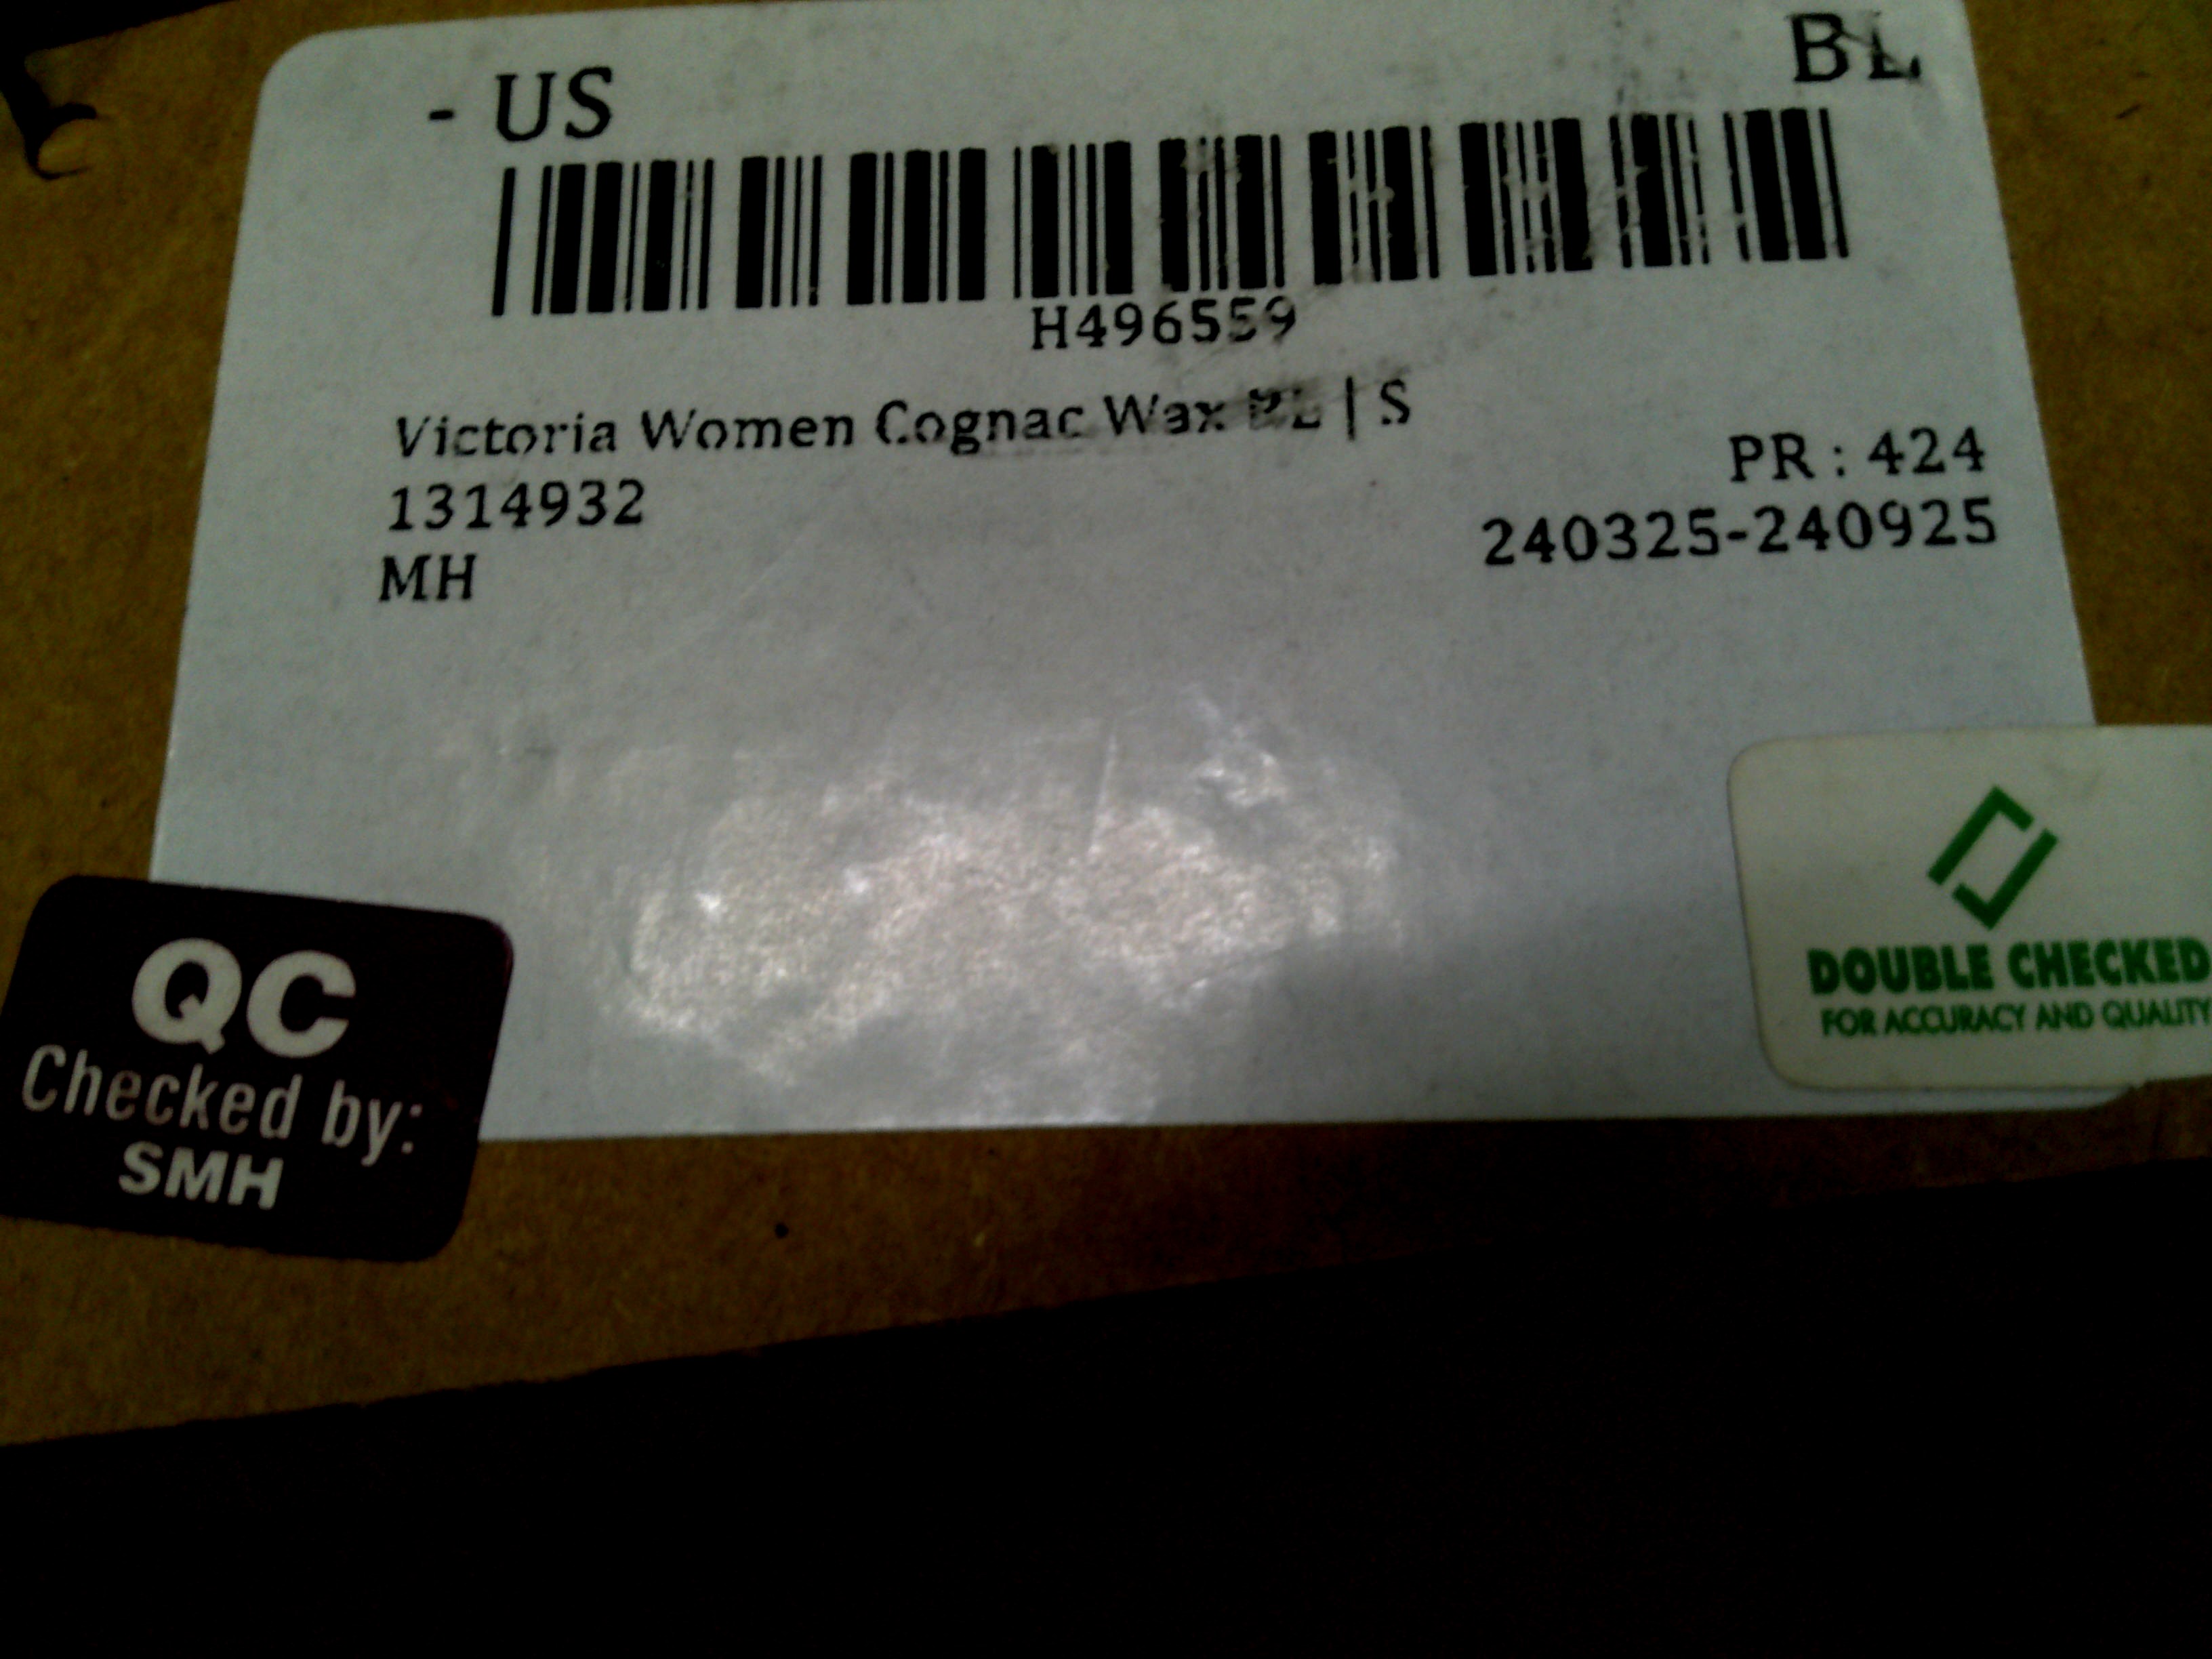 - US
BL
H496559
Victoria Women Cognac Wax BL | S
1314932
PR : 424
240325-240925
MH
QC
Checked by:
SMH
DOUBLE CHECKED
FOR ACCURACY AND QUALITY